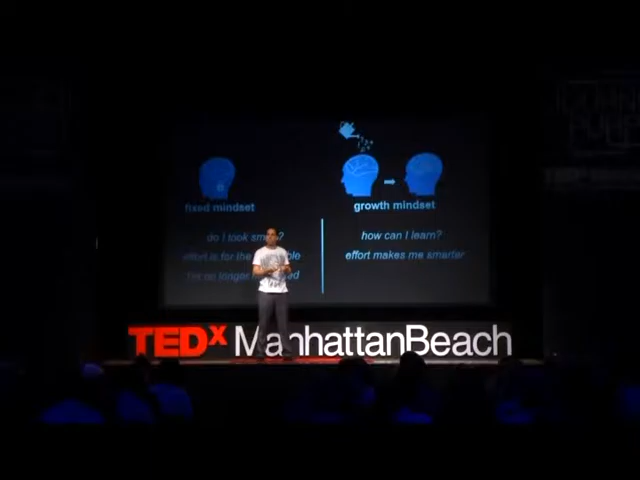 fixed mindset
growth mindset
do I look smart?
effort is for the
I'm no longer
how can I learn?
effort makes me smarter
TEDx ManhattanBeach